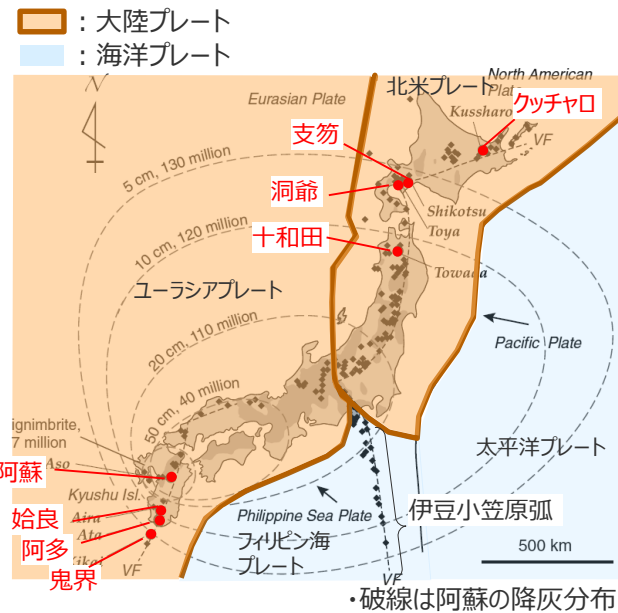 ：大陸プレート
：海洋プレート
North American
Plate
北米プレート
Eurasian Plate
Kussharo
クッチャロ
支笏
VF
5 cm, 130 million
洞爺
Shikotsu
Toya
10 cm, 120 million
十和田
Towada
ユーラシアプレート
20 cm, 110 million
Pacific Plate
50 cm, 40 million
ignimbrite,
7 million
太平洋プレート
Aso
阿蘇
Kyushu Isl.
伊豆小笠原弧
姶良
Aira
Philippine Sea Plate
Ata
阿多
フィリピン海
プレート
500 km
鬼界
VF
VF
・破線は阿蘇の降灰分布